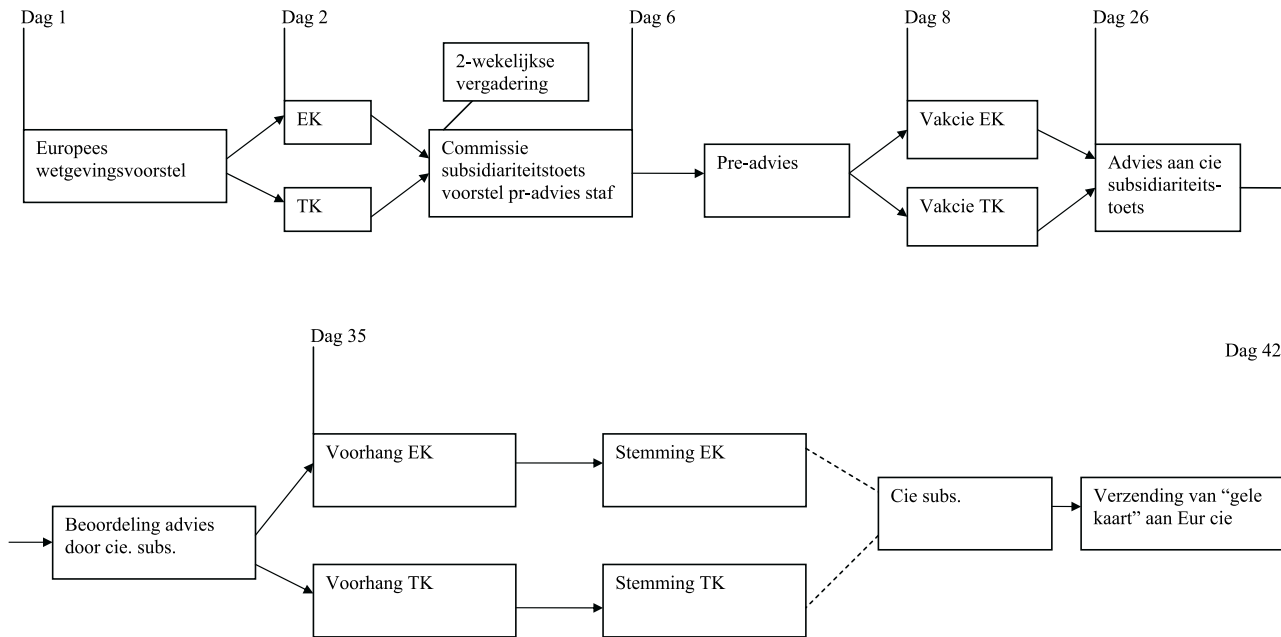 Dag 1
Dag 2
Dag 6
Dag 8
Dag 26
2-wekelijkse
vergadering
Europees
wetgevingsvoorstel
EK
TK
Commissie
subsidiariteitstoets
voorstel pr-advies staf
Pre-advies
Vakcie EK
Vakcie TK
Advies aan cie
subsidiariteits-
toets
Dag 35
Dag 42
Beoordeling advies
door cie. subs.
Voorhang EK
Stemming EK
Voorhang TK
Stemming TK
Cie subs.
Verzending van “gele
kaart” aan Eur cie